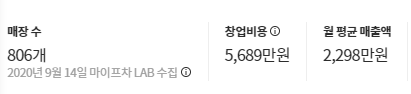 매장 수
806개
2020년 9월 14일 마이프차 LAB 수집 ⓘ
창업비용 ⓘ
5,689만원
월 평균 매출액
2,298만원